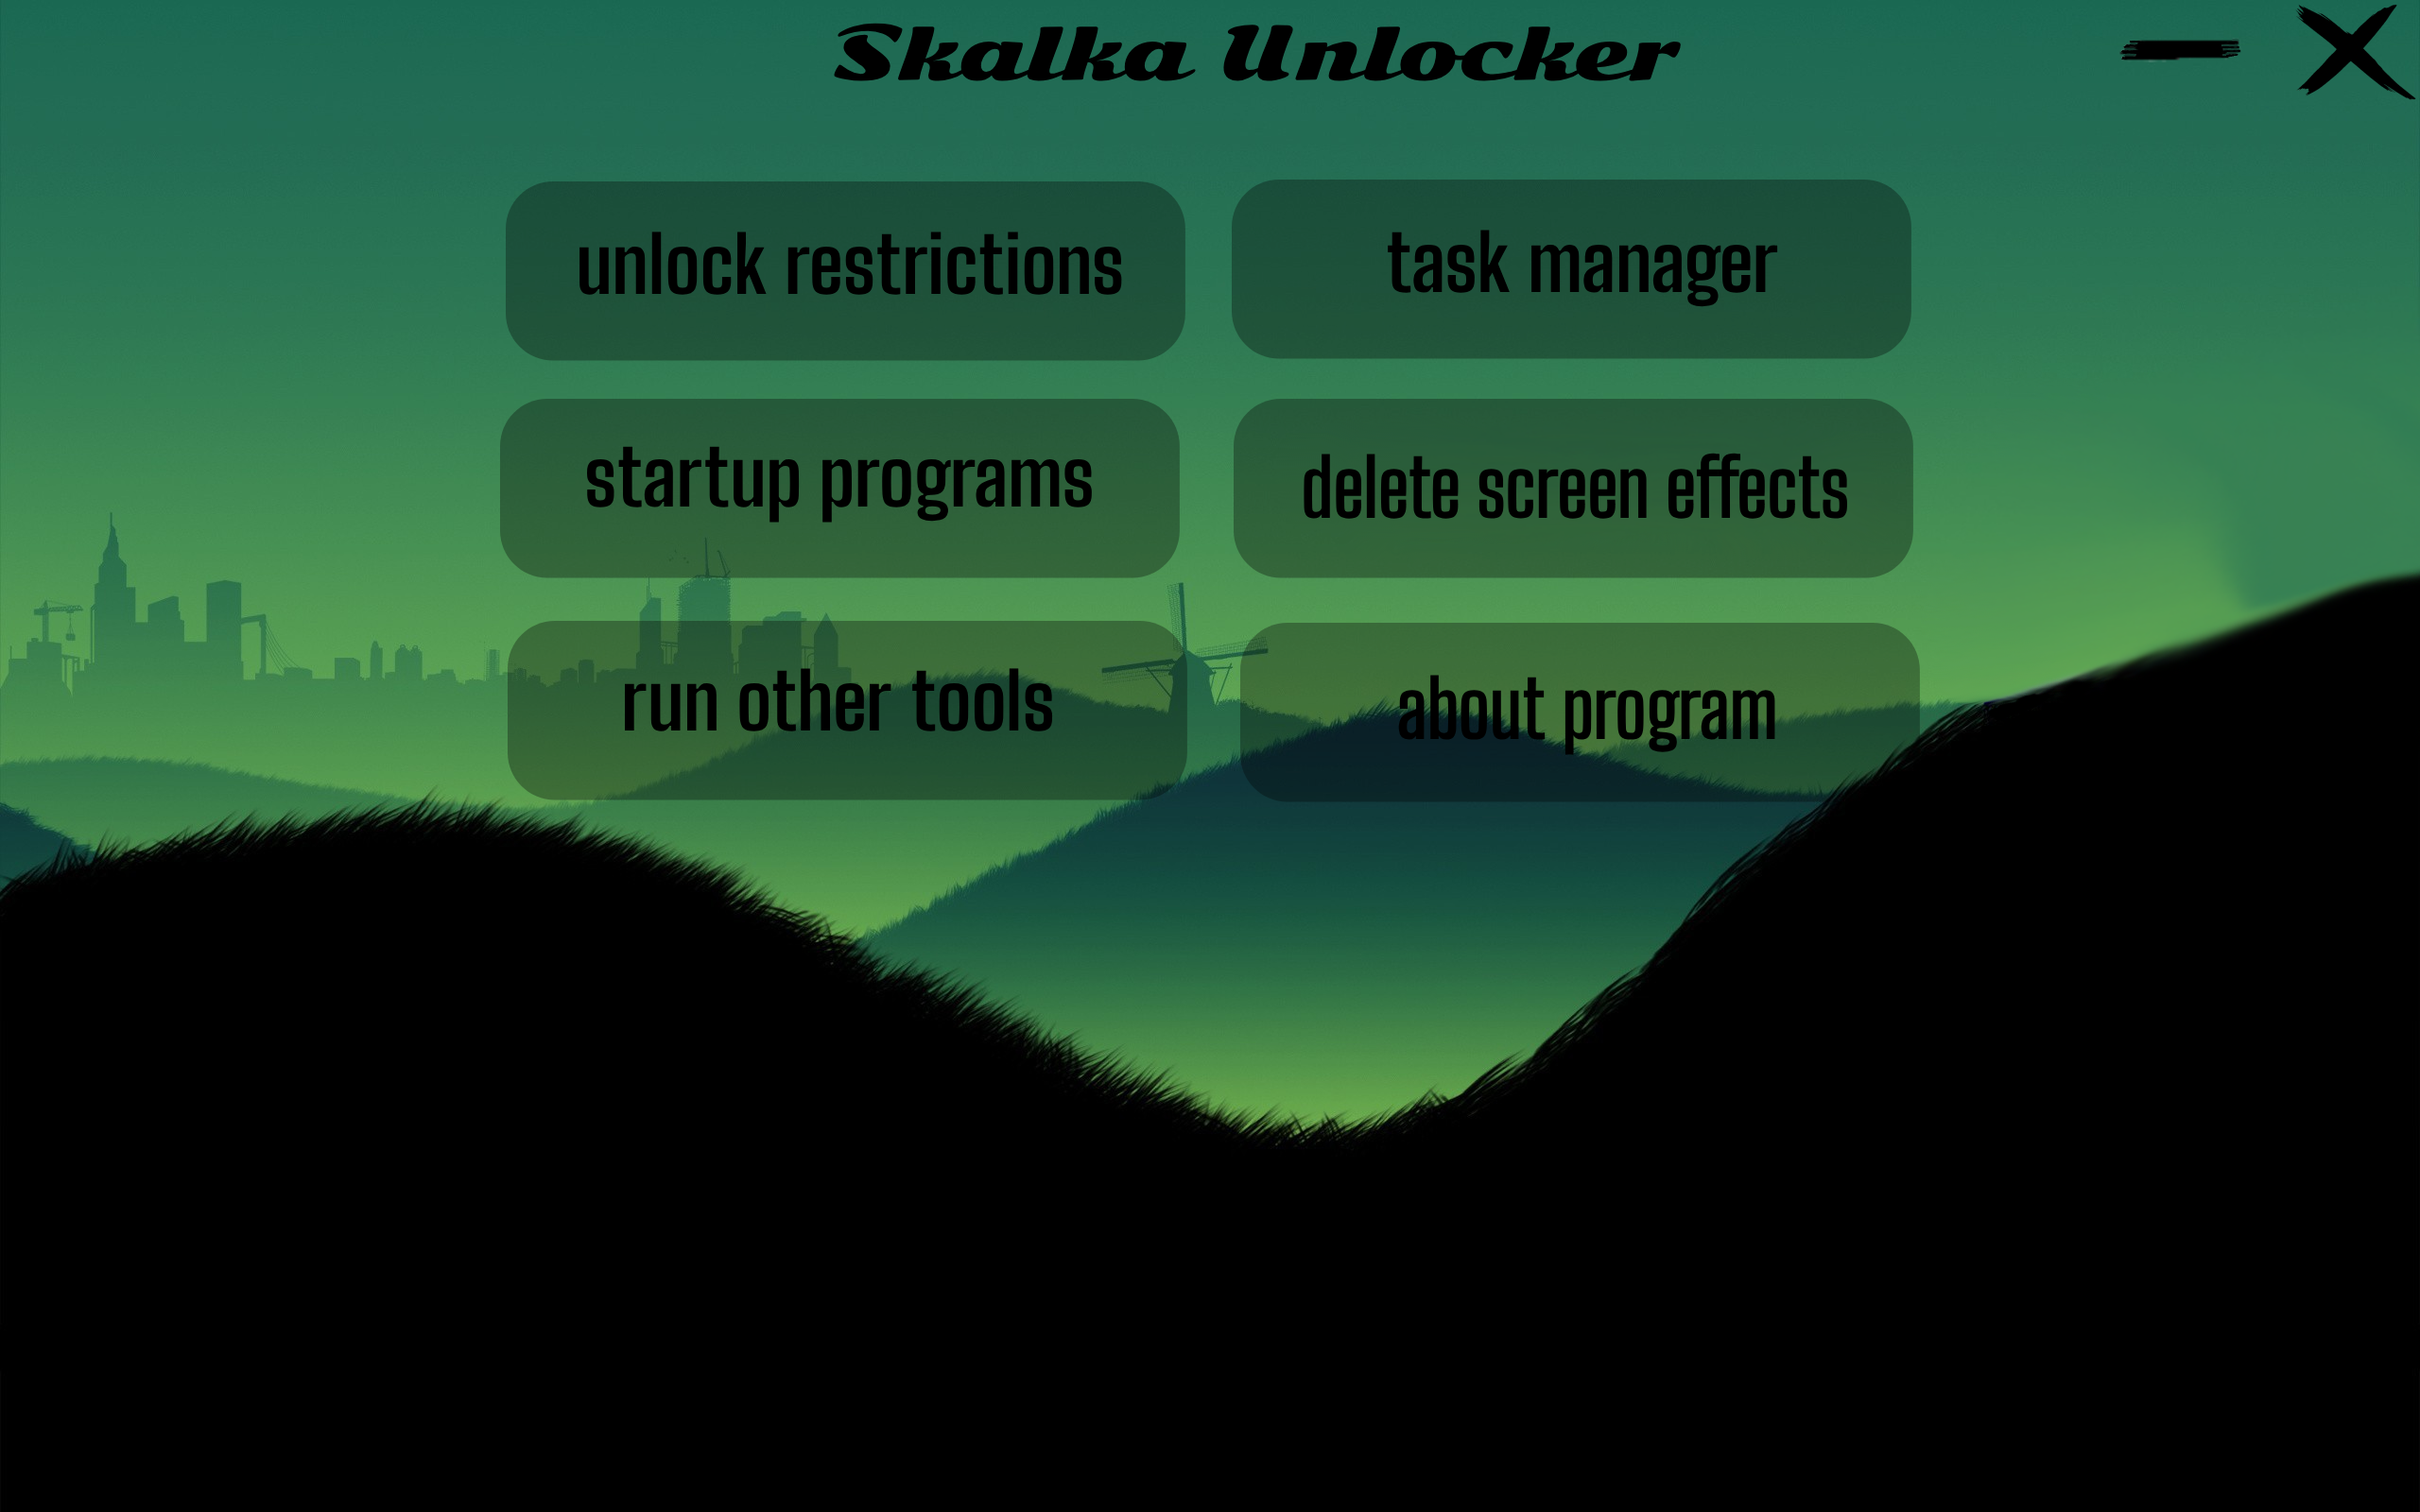 Skalka Unlocker
unlock restrictions
task manager
startup programs
delete screen effects
run other tools
about program